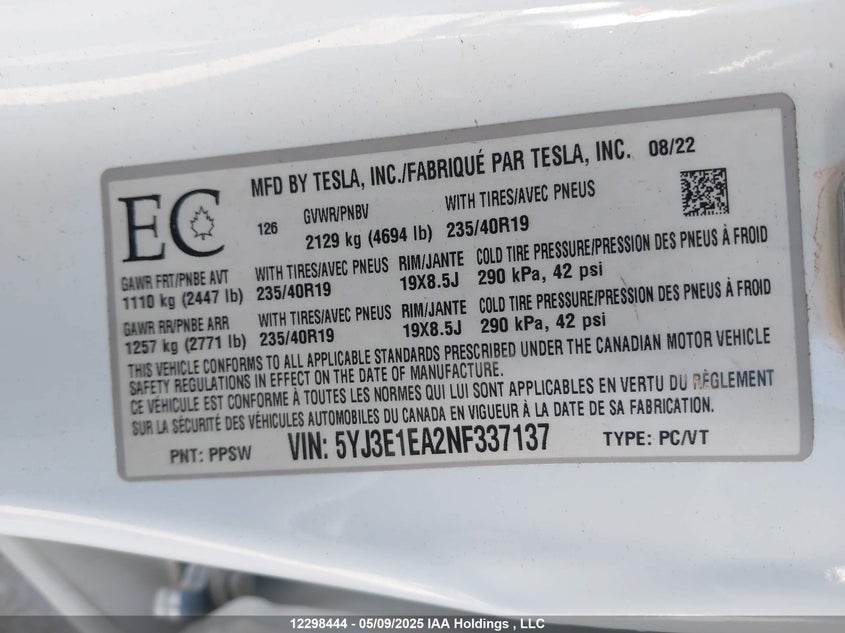 EC
MFD BY TESLA, INC./FABRIQUÉ PAR TESLA, INC. 08/22
126 GVWR/PNBV WITH TIRES/AVEC PNEUS
2129 kg (4694 lb) 235/40R19
GAWR FRT/PNBE AVT WITH TIRES/AVEC PNEUS RIM/JANTE COLD TIRE PRESSURE/PRESSION DES PNEUS À FROID
1110 kg (2447 lb) 235/40R19 19X8.5J 290 kPa, 42 psi
GAWR RR/PNBE ARR WITH TIRES/AVEC PNEUS RIM/JANTE COLD TIRE PRESSURE/PRESSION DES PNEUS À FROID
1257 kg (2771 lb) 235/40R19 19X8.5J 290 kPa, 42 psi
THIS VEHICLE CONFORMS TO ALL APPLICABLE STANDARDS PRESCRIBED UNDER THE CANADIAN MOTOR VEHICLE
SAFETY REGULATIONS IN EFFECT ON THE DATE OF MANUFACTURE.
CE VÉHICULE EST CONFORME À TOUTES LES NORMES QUI LUI SONT APPLICABLES EN VERTU DU RÈGLEMENT
SUR LA SÉCURITÉ DES VÉHICULES AUTOMOBILES DU CANADA EN VIGUEUR À LA DATE DE SA FABRICATION.
PNT: PPSW VIN: 5YJ3E1EA2NF337137 TYPE: PC/VT
12298444 - 05/09/2025 IAA Holdings , LLC